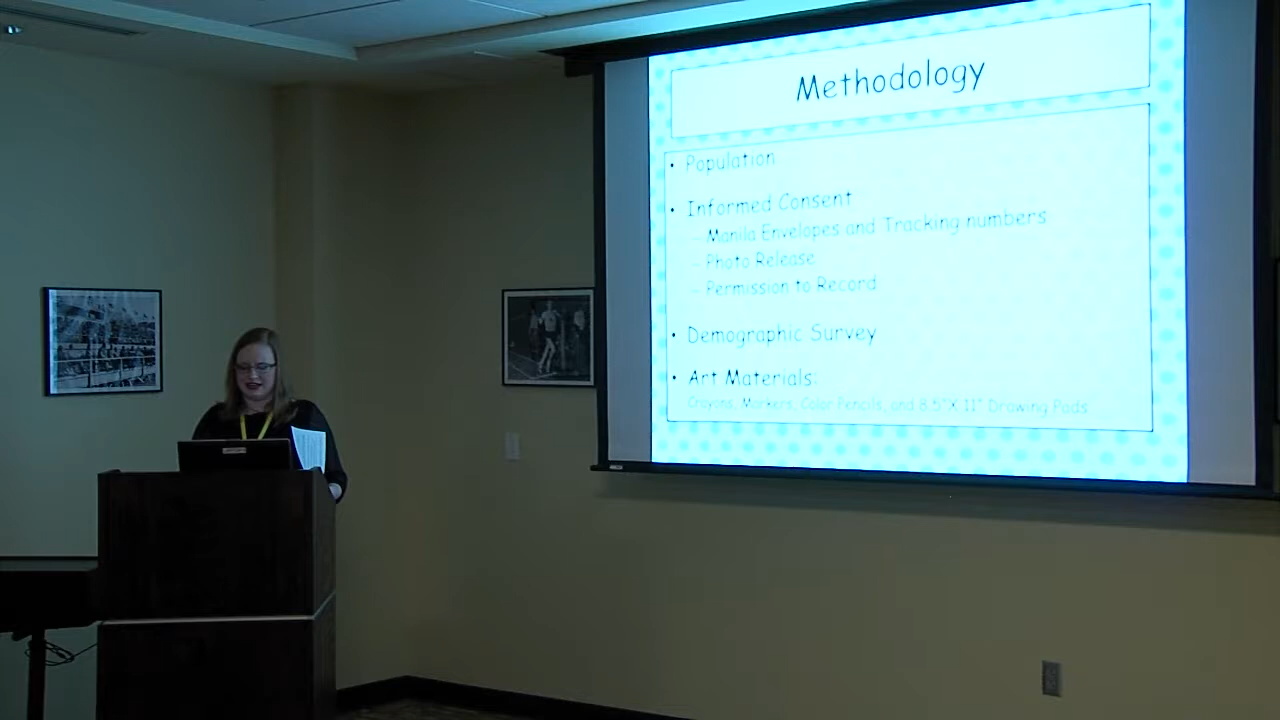 Methodology
• Population
• Informed Consent
– Manila Envelopes and Tracking numbers
– Photo Release
– Permission to Record
• Demographic Survey
• Art Materials:
Crayons, Markers, Color Pencils, and 8.5"X 11" Drawing Pads